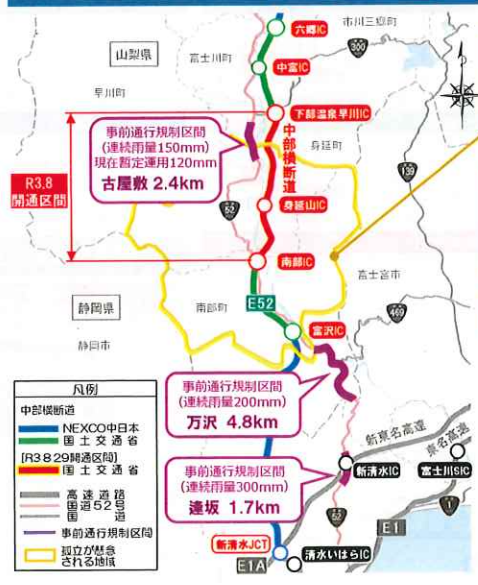 六郷IC
市川三郷町
山梨県
富士川町
300
中富IC
早川町
下部温泉早川IC
事前通行規制区間
(連続雨量150mm)
現在暫定運用120mm
古屋敷 2.4km
中部横断道
身延町
139
R3.8
開通区間
52
身延山IC
南部IC
富士宮市
静岡県
南部町
E52
469
静岡市
富沢IC
凡例
中部横断道
NEXCO中日本
国土交通省
[R3 8 29開通区間]
国土交通省
高速道路
国道52号
国道
事前通行規制区間
孤立が懸念
される地域
事前通行規制区間
(連続雨量200mm)
万沢 4.8km
新東名高速
東名高速
事前通行規制区間
(連続雨量300mm)
逢坂 1.7km
新清水IC
富士川SIC
52
1
新清水JCT
E1
E1A
清水いはらIC